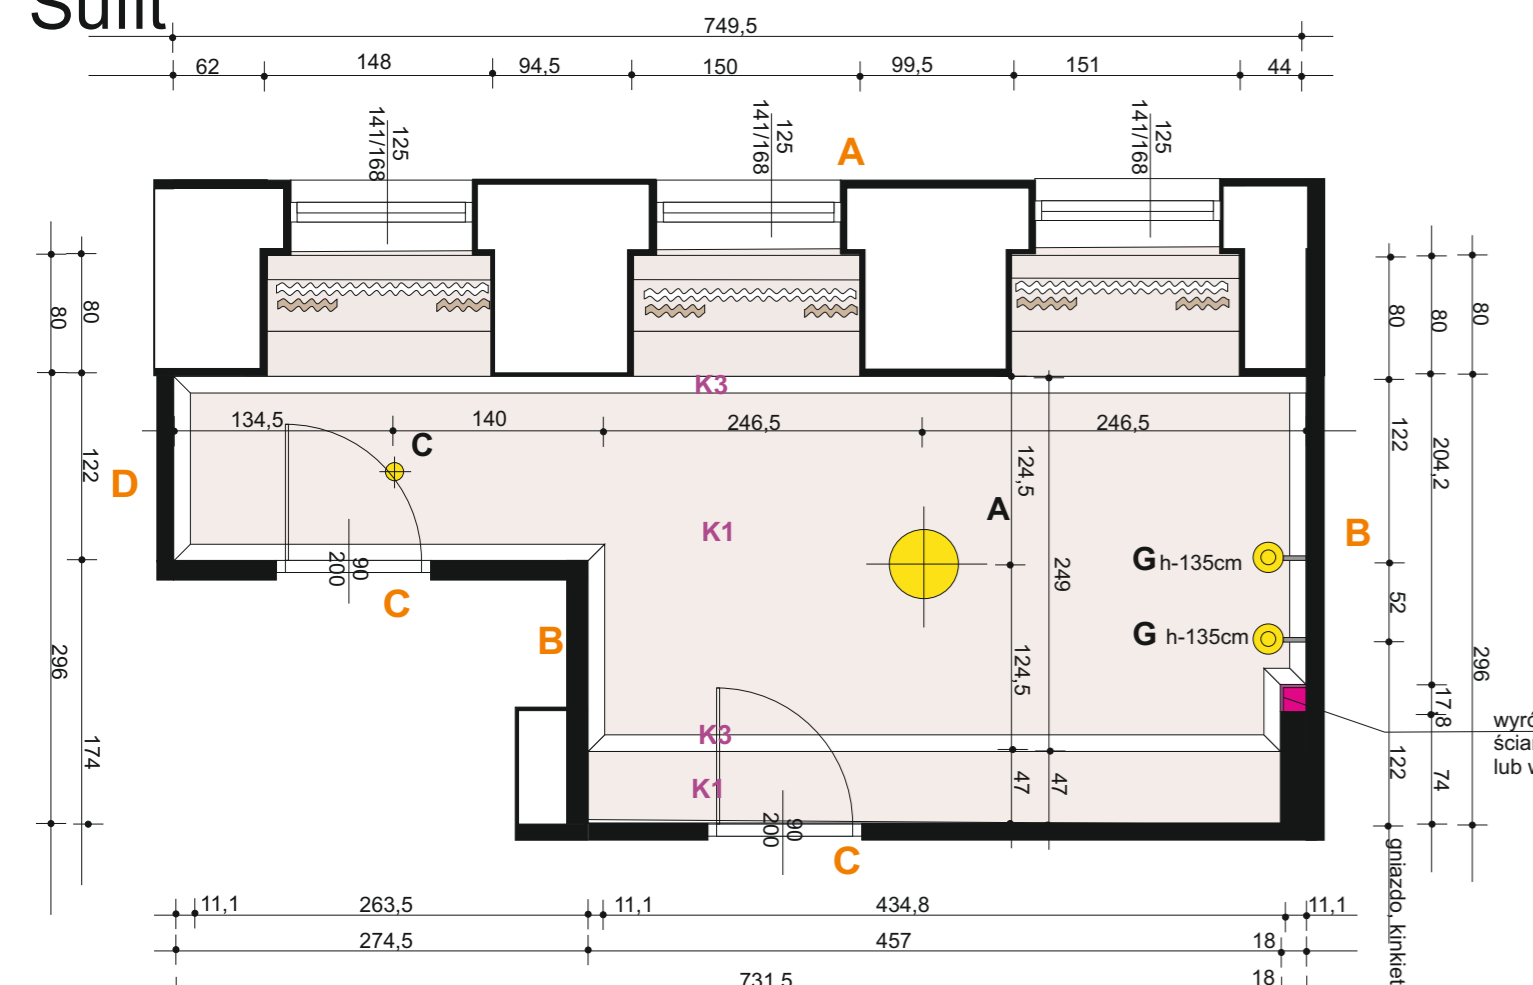 Sufit
749,5
62 148 94,5 150 99,5 151 44
125
141/168
125
141/168
125
141/168
A
80 80
80 80 80
K3
134,5 140 246,5 246,5
C
D
122
124,5
122
204,2
A
B
K1
G h-135cm
90
200
249
C
52
B
G h-135cm
296
124,5
296
17,8
K3
wyró
ścian
lub w
174
K1
47 47
122
74
90
200
C
gniazdo, kinkiet
11,1 263,5 11,1 434,8 11,1
274,5 457 18
731,5 18